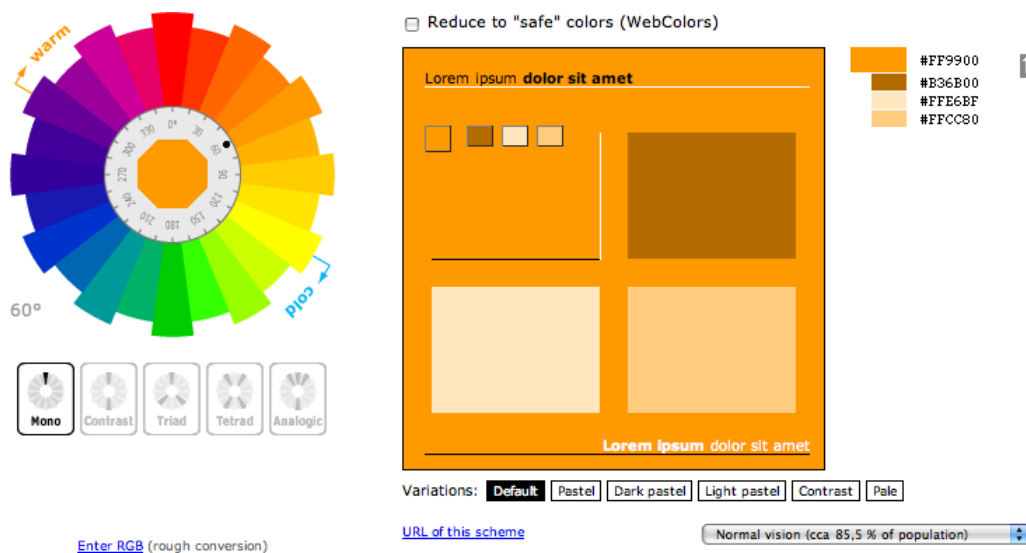 Reduce to "safe" colors (WebColors)
warm
cold
0°
30
60
90
120
150
180
210
240
270
300
330
60°
Mono
Contrast
Triad
Tetrad
Analogic
Enter RGB (rough conversion)
Lorem ipsum dolor sit amet
Lorem ipsum dolor sit amet
#FF9900
#B36B00
#FFE6BF
#FFCC80
Variations: Default Pastel Dark pastel Light pastel Contrast Pale
URL of this scheme
Normal vision (cca 85,5 % of population)